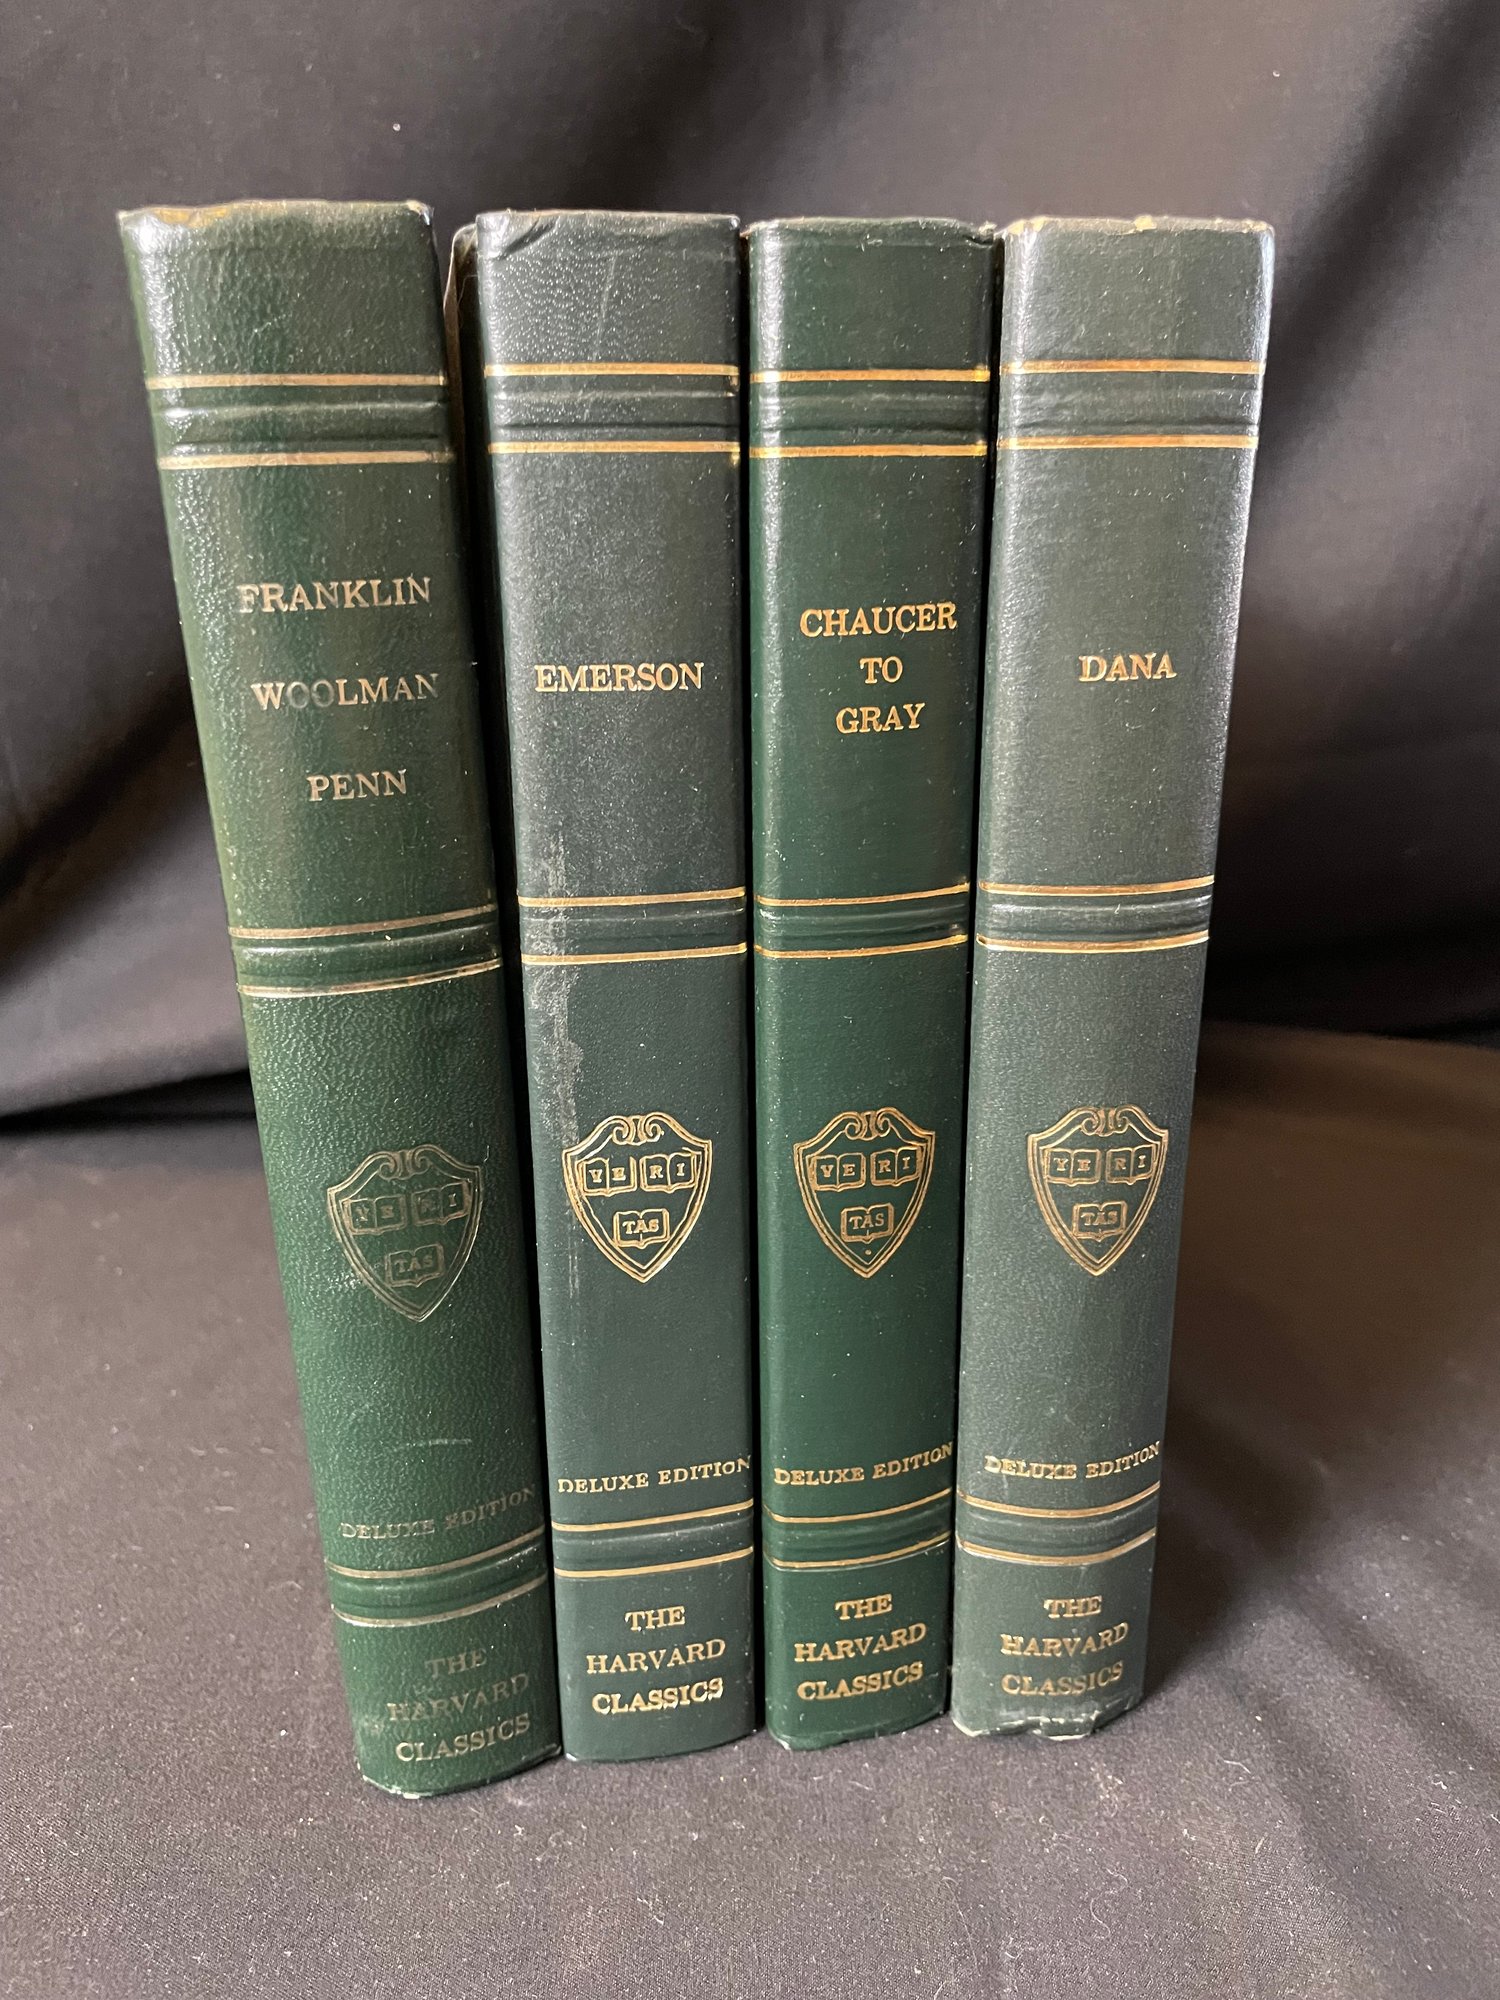 FRANKLIN
WOOLMAN
PENN
VE RI
TAS
DELUXE EDITION
THE
HARVARD
CLASSICS
EMERSON
VE RI
TAS
DELUXE EDITION
THE
HARVARD
CLASSICS
CHAUCER
TO
GRAY
VE RI
TAS
DELUXE EDITION
THE
HARVARD
CLASSICS
DANA
VE RI
TAS
DELUXE EDITION
THE
HARVARD
CLASSICS